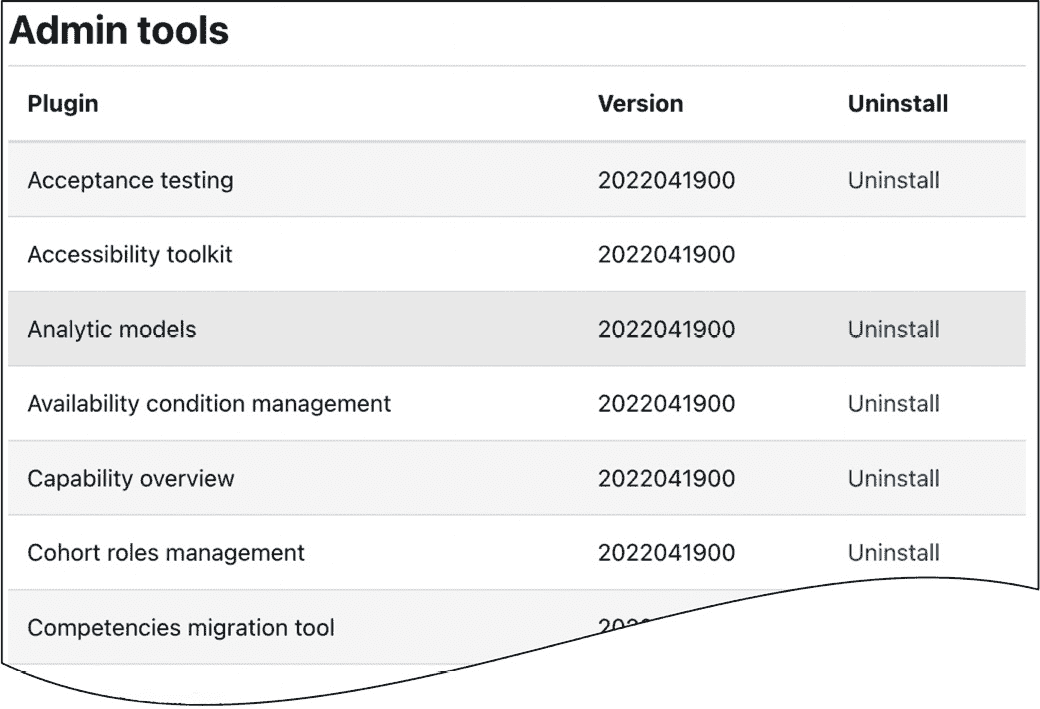 Admin tools
Plugin Version Uninstall
Acceptance testing 2022041900 Uninstall
Accessibility toolkit 2022041900
Analytic models 2022041900 Uninstall
Availability condition management 2022041900 Uninstall
Capability overview 2022041900 Uninstall
Cohort roles management 2022041900 Uninstall
Competencies migration tool